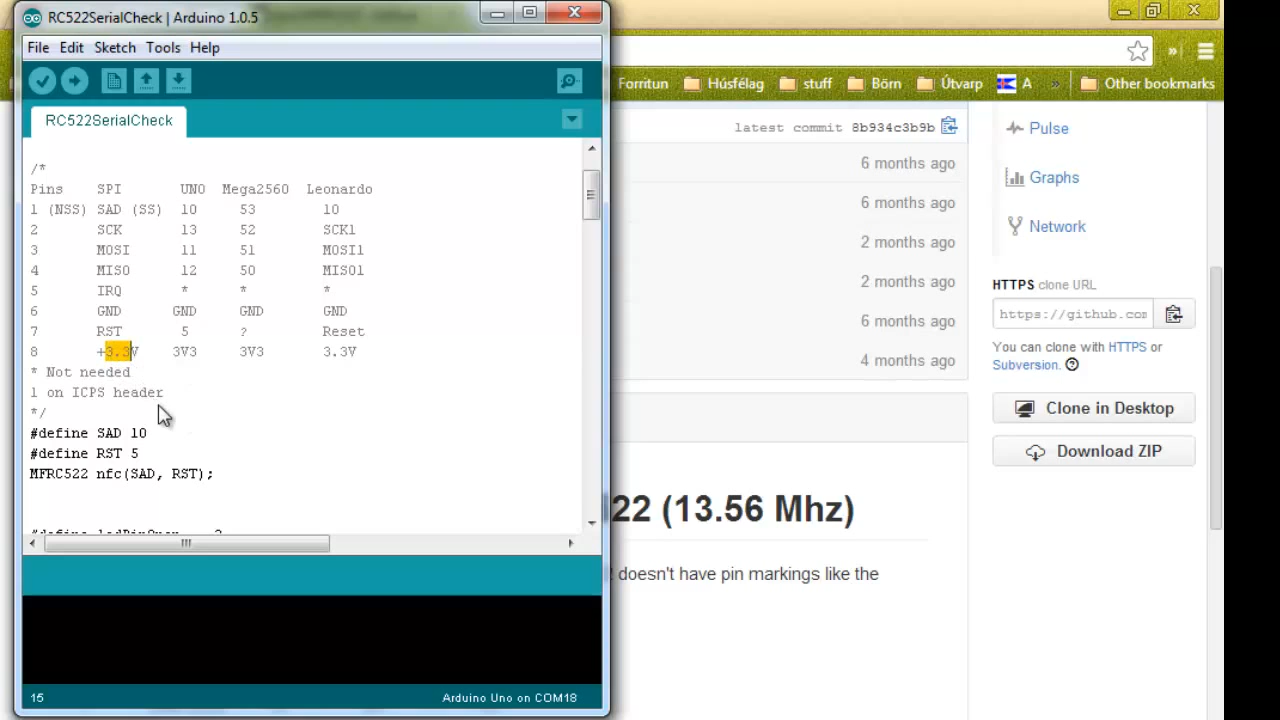 RC522SerialCheck | Arduino 1.0.5
File Edit Sketch Tools Help
RC522SerialCheck
/*
Pins SPI UNO Mega2560 Leonardo
1 (NSS) SAD (SS) 10 53 10
2 SCK 13 52 SCK1
3 MOSI 11 51 MOSI1
4 MISO 12 50 MISO1
5 IRQ * * *
6 GND GND GND GND
7 RST 5 ? Reset
8 +3.3V 3V3 3V3 3.3V
* Not needed
1 on ICPS header
*/
#define SAD 10
#define RST 5
MFRC522 nfc(SAD, RST);
15
Arduino Uno on COM18
Forritun Húsfélag stuff Börn Útvarp A » Other bookmarks
latest commit 8b934c3b9b
6 months ago
6 months ago
2 months ago
2 months ago
6 months ago
4 months ago
22 (13.56 Mhz)
doesn't have pin markings like the
Pulse
Graphs
Network
HTTPS clone URL
https://github.com
You can clone with HTTPS or
Subversion.
Clone in Desktop
Download ZIP